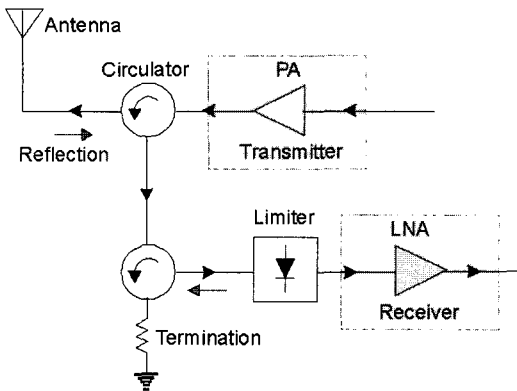 Antenna
Circulator
PA
Reflection
Transmitter
Limiter
LNA
Receiver
Termination